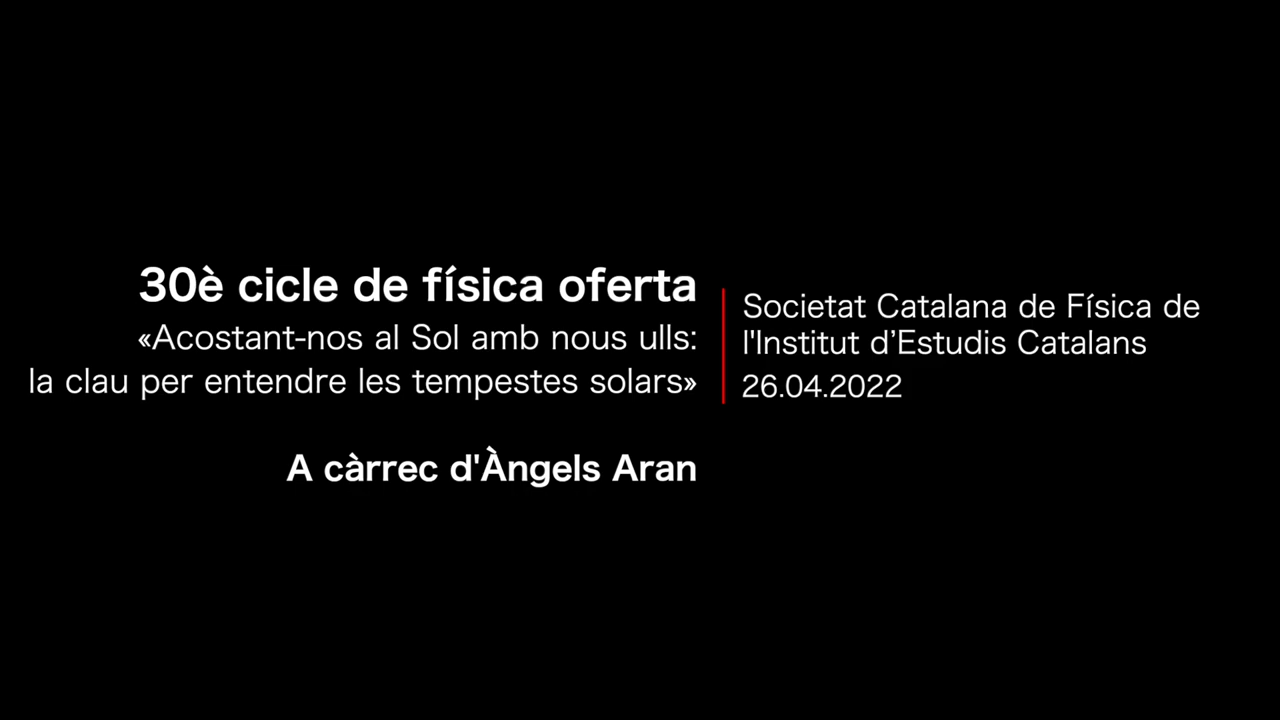 30è cicle de física oferta
«Acostant-nos al Sol amb nous ulls:
la clau per entendre les tempestes solars»
A càrrec d'Àngels Aran
Societat Catalana de Física de
l'Institut d’Estudis Catalans
26.04.2022